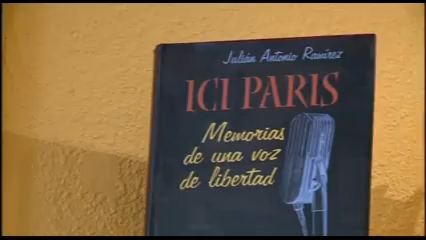 Julián Antonio Ramírez
ICI PARIS
Memorias
de una voz
de libertad